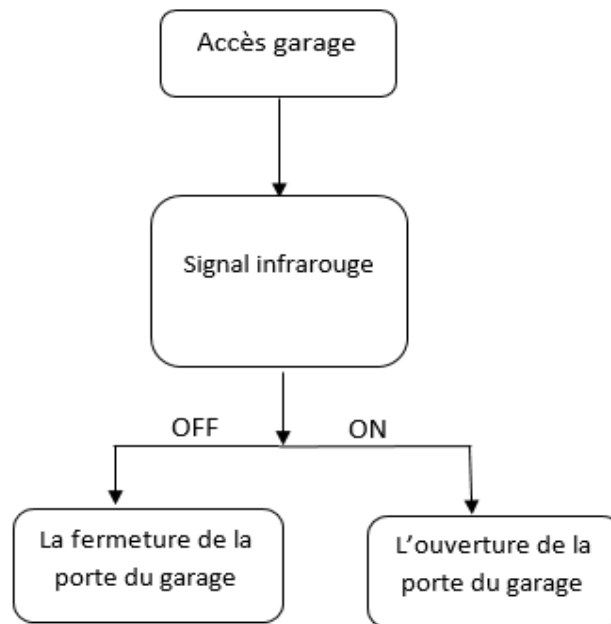 Accès garage
Signal infrarouge
OFF
ON
La fermeture de la
porte du garage
L’ouverture de la
porte du garage